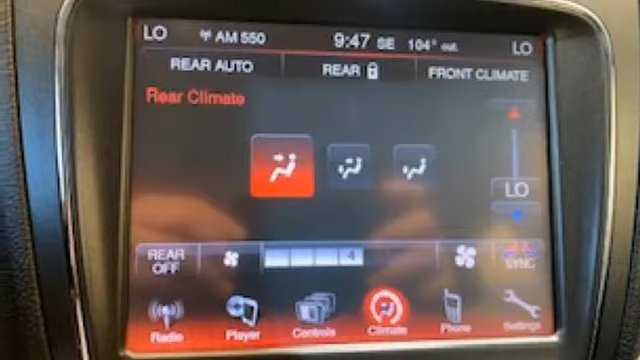 LO AM 550 9:47 SE 104° out. LO
REAR AUTO REAR FRONT CLIMATE
Rear Climate
LO
REAR OFF 4 SYNC
Radio Player Controls Climate Phone Settings